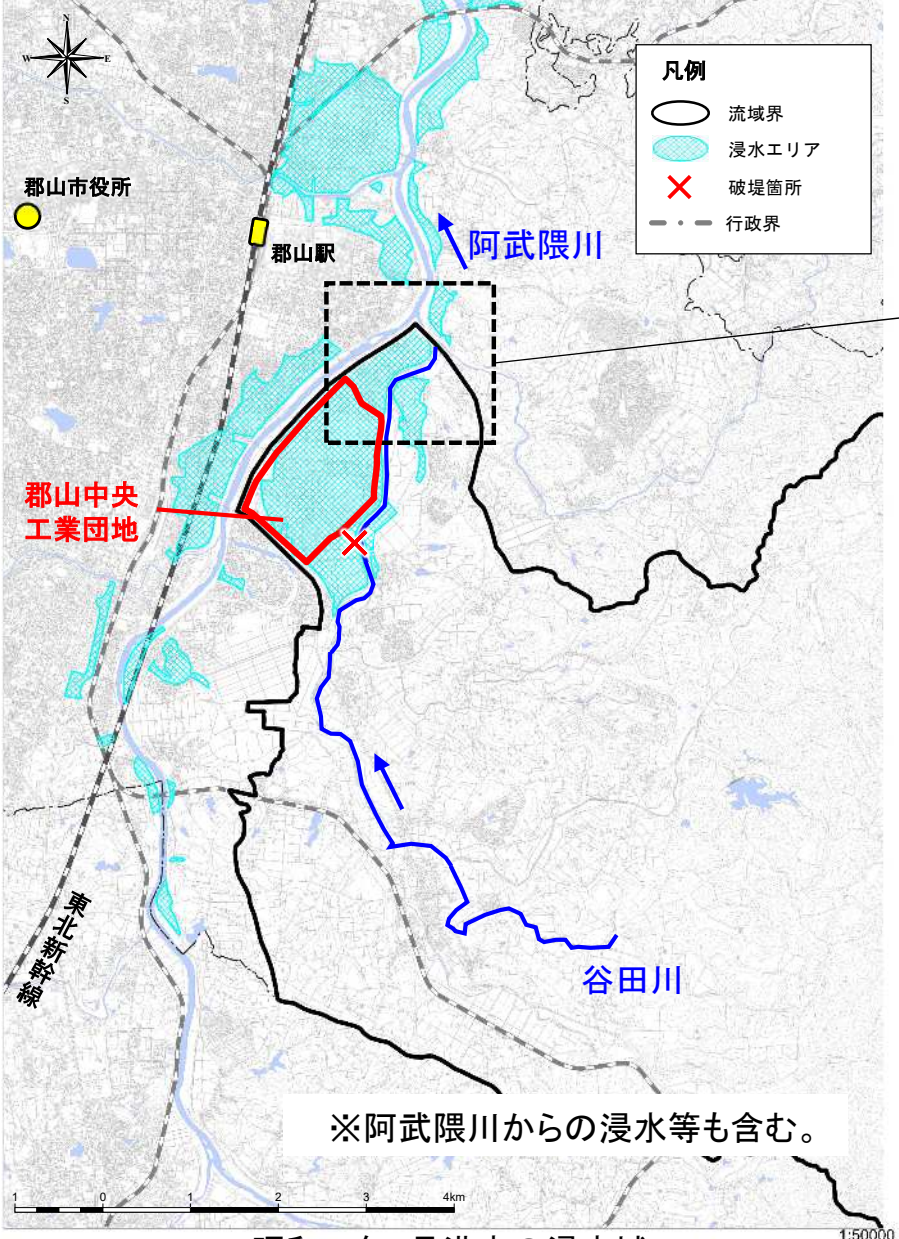 N
W
E
S
凡例
流域界
浸水エリア
破堤箇所
行政界
郡山市役所
郡山駅
阿武隈川
郡山中央
工業団地
東北新幹線
谷田川
※阿武隈川からの浸水等も含む。
1 0 1 2 3 4km
1:50000